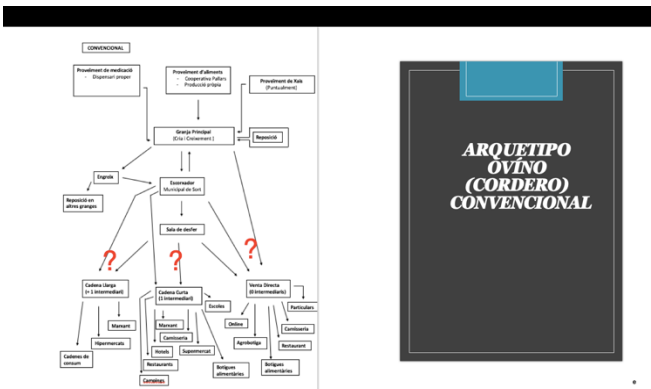 CONVENCIONAL
Proveïment de medicació
- Dispensari proper
Proveïment d'aliments
- Cooperativa Pallars
- Producció pròpia
Proveïment de Xais
(Puntualment)
Granja Principal
(Cria i Creixement )
Reposició
Engreix
Escorxador
Municipal de Sort
Reposició en
altres granges
Sala de desfer
?
?
?
Cadena Llarga
(+ 1 intermediari)
Cadena Curta
(1 intermediari)
Venta Directa
(0 intermediaris)
Majorista
Hipermercats
Cadenes de
consum
Escoles
Marxant
Carnisseria
Hotels
Supermercat
Restaurants
Botigues
alimentàries
Campings
Particulars
Online
Carnisseria
Agrobotiga
Restaurant
Botigues
alimentàries
ARQUETIPO
OVÍNO
(CORDERO)
CONVENCIONAL